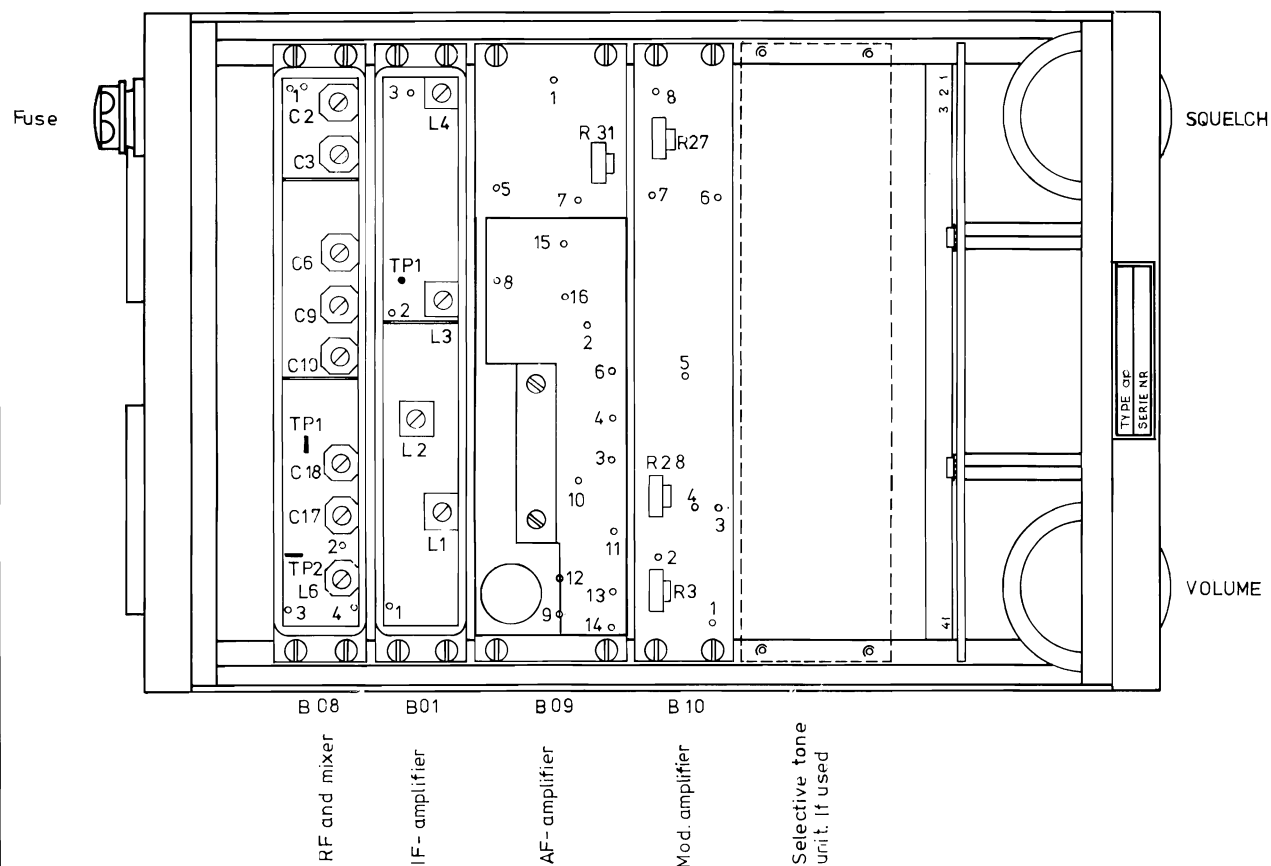 Fuse
SQUELCH
VOLUME
1
C2
C3
C6
C9
C10
TP1
C18
C17
2
TP2
L6
3
4
3
L4
TP1
2
L3
L2
L1
1
1
R 31
5
7
15
8
16
2
6
4
3
10
11
12
13
9
14
8
R27
7
6
5
R28
4
3
2
R3
1
3 2 1
41
TYPE ap
SERIE NR
B 08
B01
B09
B 10
RF and mixer
IF-amplifier
AF-amplifier
Mod. amplifier
Selective tone
unit. If used